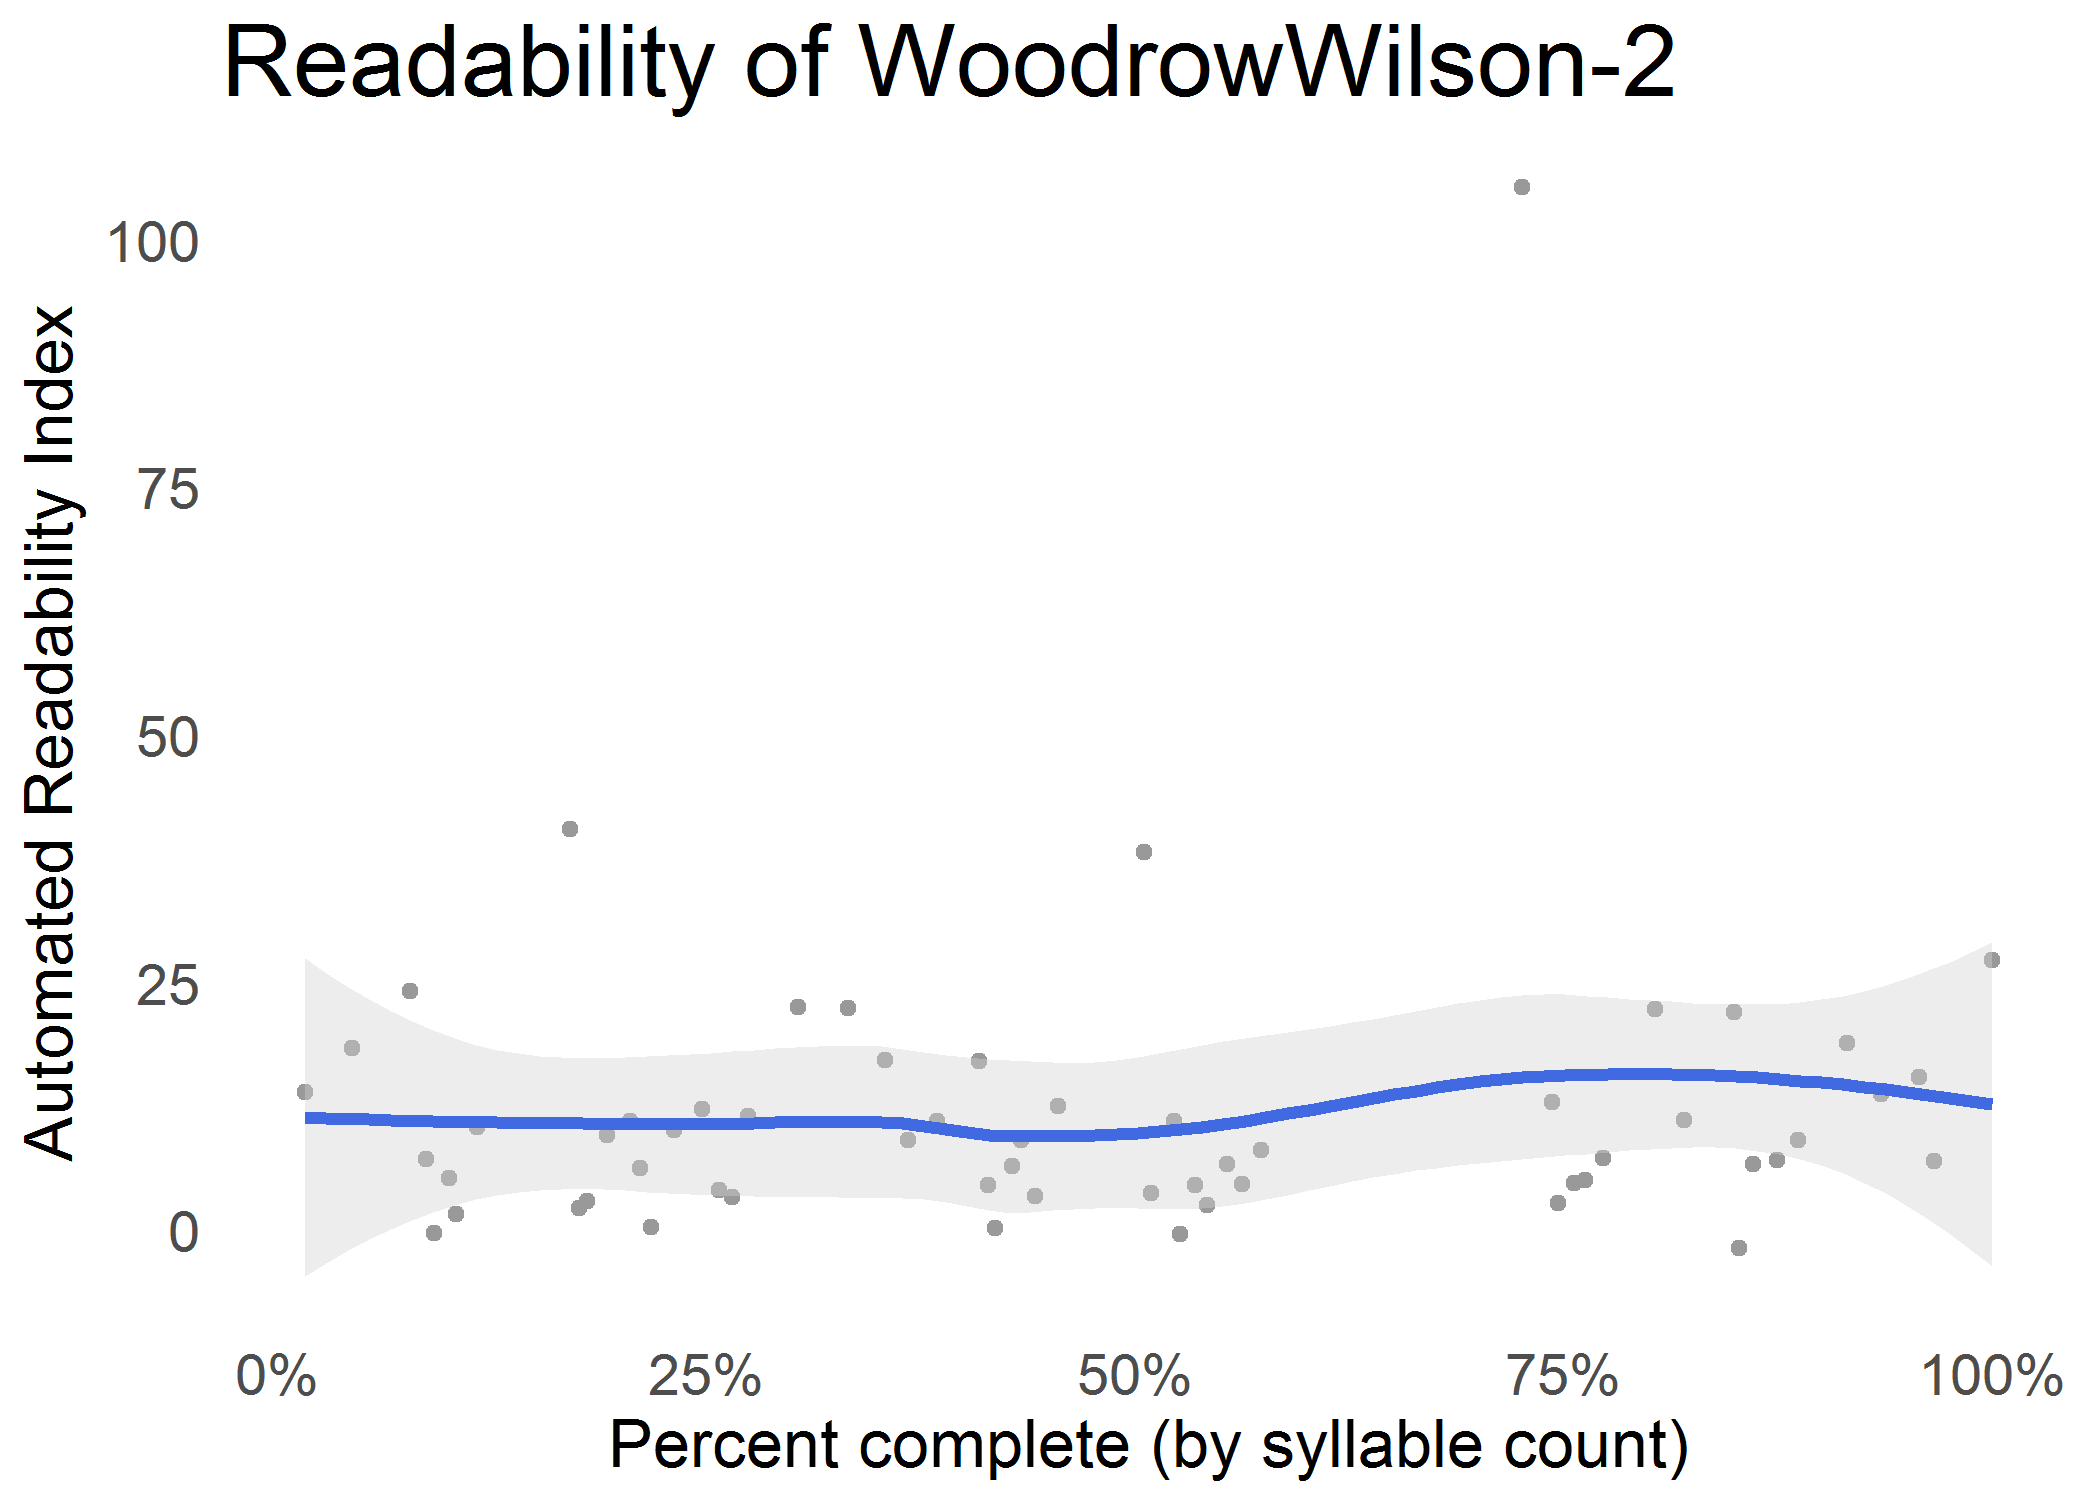 Readability of WoodrowWilson-2
Automated Readability Index
100
75
50
25
0
0% 25% 50% 75% 100%
Percent complete (by syllable count)